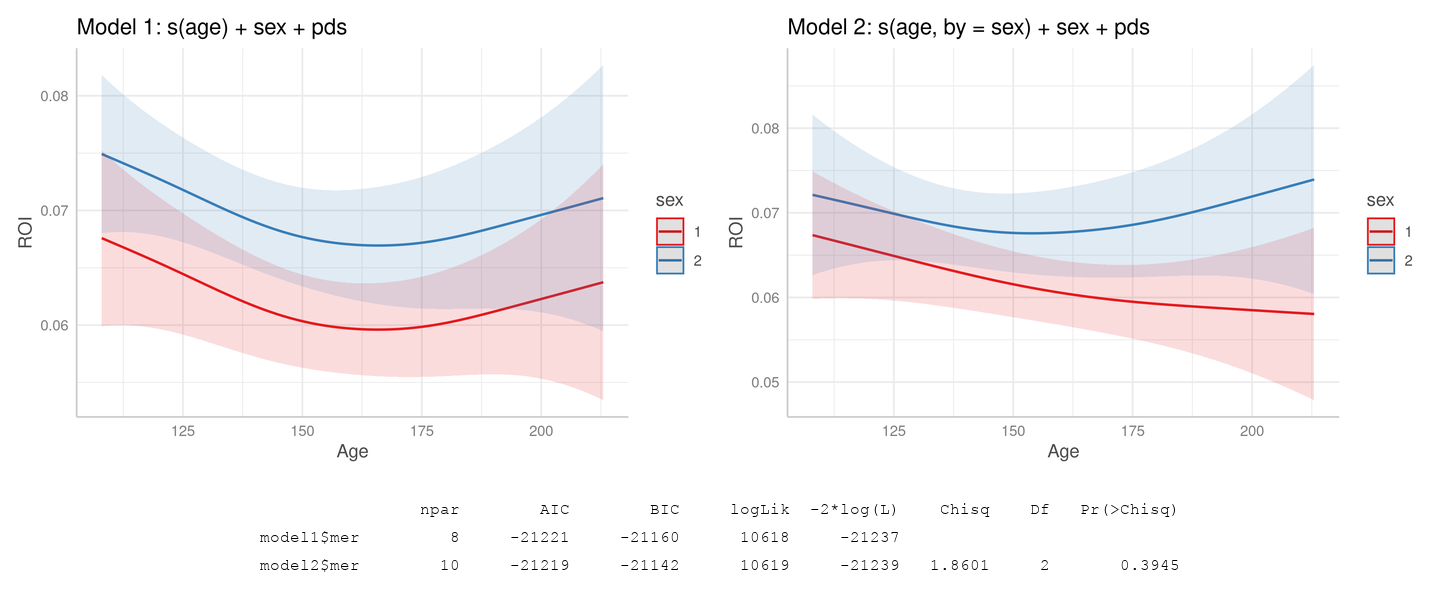 Model 1: s(age) + sex + pds
0.08
0.07
0.06
ROI
125 150 175 200
Age
sex
1
2
Model 2: s(age, by = sex) + sex + pds
0.08
0.07
0.06
0.05
ROI
125 150 175 200
Age
sex
1
2
npar AIC BIC logLik -2*log(L) Chisq Df Pr(>Chisq)
model1$mer 8 -21221 -21160 10618 -21237
model2$mer 10 -21219 -21142 10619 -21239 1.8601 2 0.3945